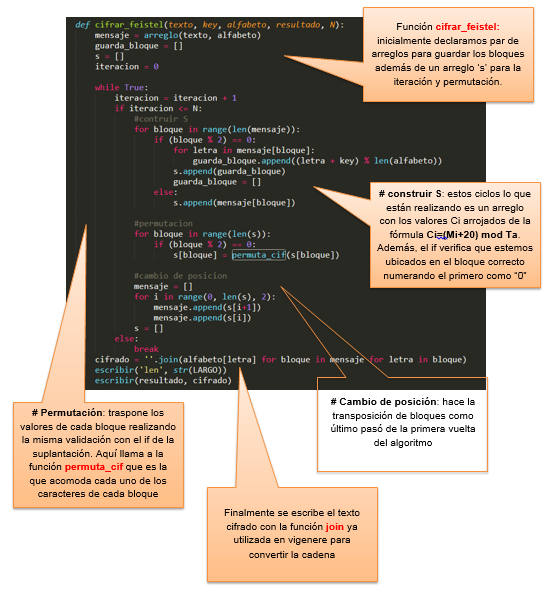 def cifrar_feistel(texto, key, alfabeto, resultado, N):
    mensaje = arreglo(texto, alfabeto)
    guarda_bloque = []
    s = []
    iteracion = 0

    while True:
        iteracion = iteracion + 1
        if iteracion <= N:
            #contruir S
            for bloque in range(len(mensaje)):
                if (bloque % 2) == 0:
                    for letra in mensaje[bloque]:
                        guarda_bloque.append((letra + key) % len(alfabeto))
                    s.append(guarda_bloque)
                    guarda_bloque = []
                else:
                    s.append(mensaje[bloque])

            #permutacion
            for bloque in range(len(s)):
                if (bloque % 2) == 0:
                    s[bloque] = permuta_cif(s[bloque])

            #cambio de posicion
            mensaje = []
            for i in range(0, len(s), 2):
                mensaje.append(s[i+1])
                mensaje.append(s[i])
            s = []
        else:
            break
    cifrado = ''.join(alfabeto[letra] for bloque in mensaje for letra in bloque)
    escribir('len', str(LARGO))
    escribir(resultado, cifrado)
Función cifrar_feistel:
inicialmente declaramos par de
arreglos para guardar los bloques
además de un arreglo ‘s’ para la
iteración y permutación.
# construir S: estos ciclos lo que
están realizando es un arreglo
con los valores Ci arrojados de la
fórmula Ci=(Mi+20) mod Ta.
Además, el if verifica que estemos
ubicados en el bloque correcto
numerando el primero como “0”
# Cambio de posición: hace la
transposición de bloques como
último pasó de la primera vuelta
del algoritmo
# Permutación: traspone los
valores de cada bloque realizando
la misma validación con el if de la
suplantación. Aquí llama a la
función permuta_cif que es la
que acomoda cada uno de los
caracteres de cada bloque
Finalmente se escribe el texto
cifrado con la función join ya
utilizada en vigenere para
convertir la cadena